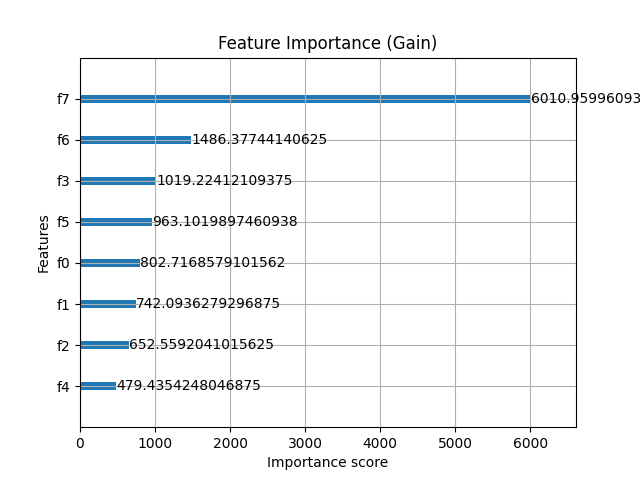 Feature Importance (Gain)
f7 6010.95996093
f6 1486.37744140625
f3 1019.22412109375
f5 963.1019897460938
f0 802.7168579101562
f1 742.0936279296875
f2 652.5592041015625
f4 479.4354248046875
Features
0 1000 2000 3000 4000 5000 6000
Importance score